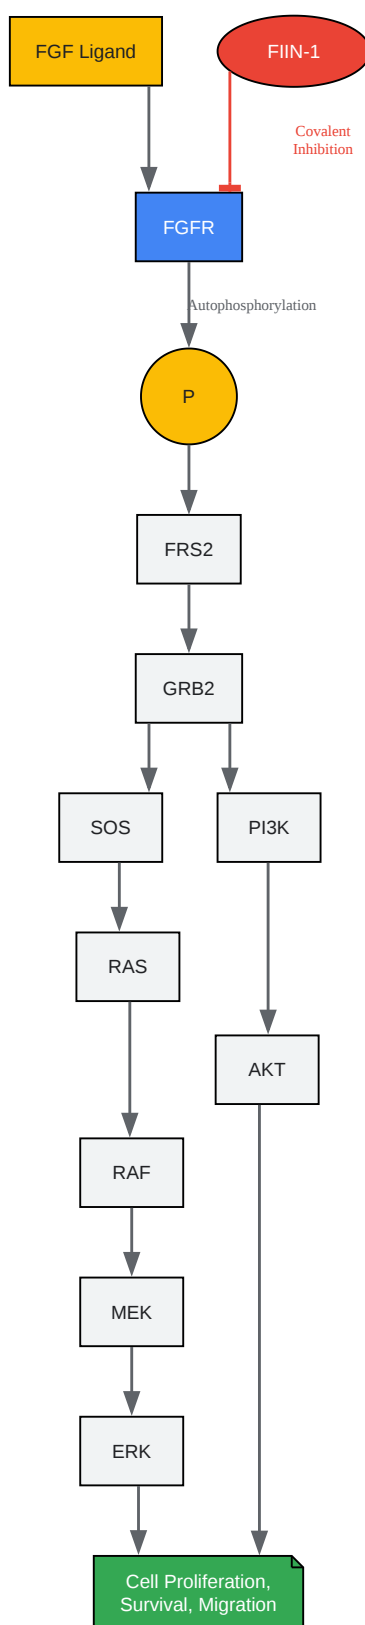 FGF Ligand
FIIN-1
Covalent
Inhibition
FGFR
Autophosphorylation
P
FRS2
GRB2
SOS
PI3K
RAS
AKT
RAF
MEK
ERK
Cell Proliferation,
Survival, Migration